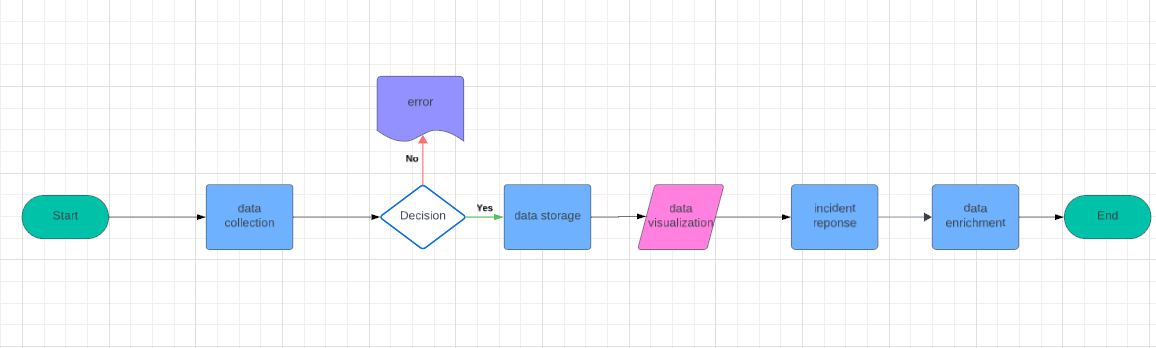 error
No
Start
data
collection
Decision
Yes
data storage
data
visualization
incident
reponse
data
enrichment
End